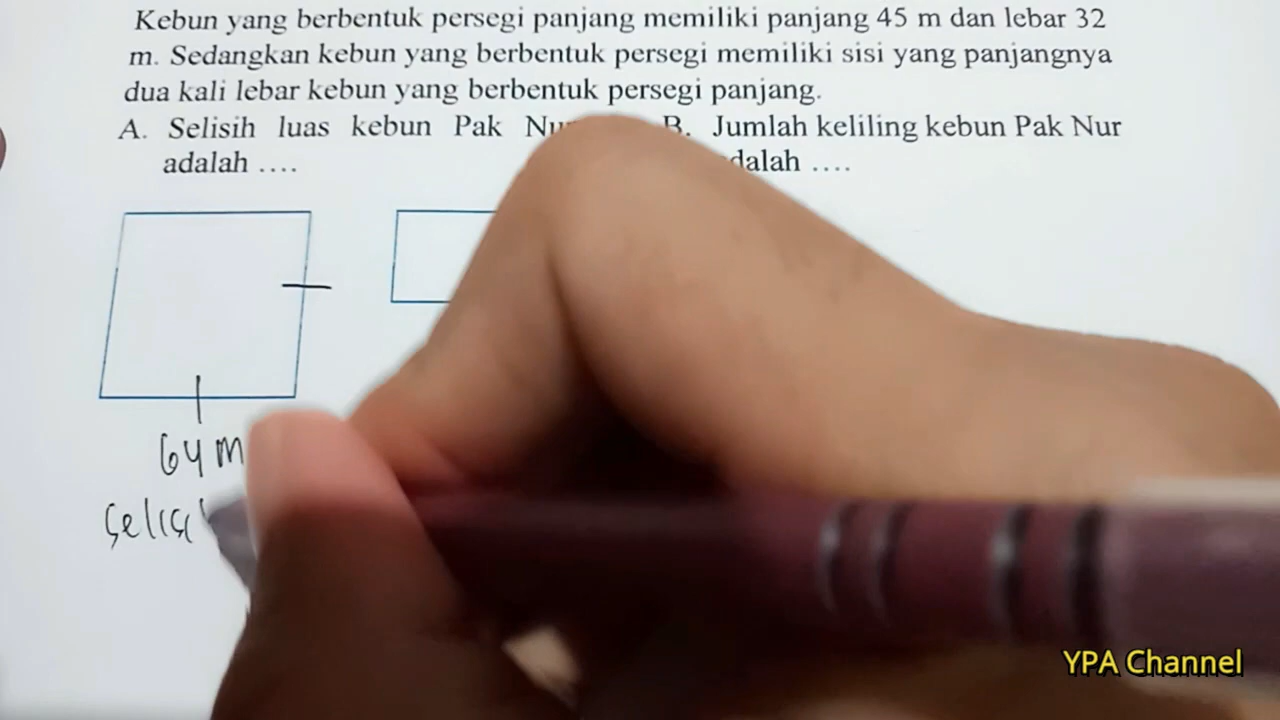 Kebun yang berbentuk persegi panjang memiliki panjang 45 m dan lebar 32
m. Sedangkan kebun yang berbentuk persegi memiliki sisi yang panjangnya
dua kali lebar kebun yang berbentuk persegi panjang.
A. Selisih luas kebun Pak
B. Jumlah keliling kebun Pak Nur
adalah ....
64 m
YPA Channel